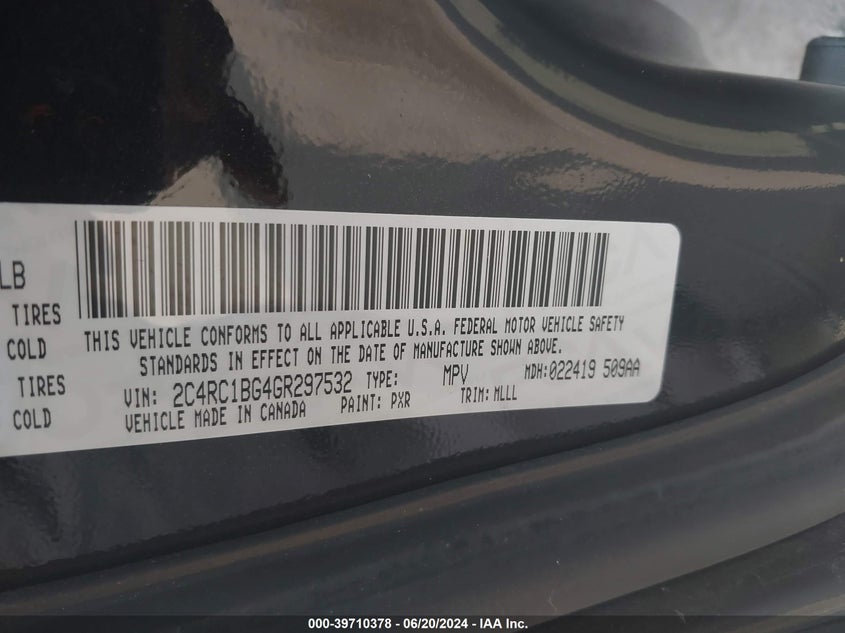 LB
TIRES
COLD
TIRES
COLD
THIS VEHICLE CONFORMS TO ALL APPLICABLE U.S.A. FEDERAL MOTOR VEHICLE SAFETY
STANDARDS IN EFFECT ON THE DATE OF MANUFACTURE SHOWN ABOVE.
VIN: 2C4RC1BG4GR297532 TYPE: MPV MDH:022419 509AA
VEHICLE MADE IN CANADA PAINT: PXR TRIM: MLLL
000-39710378 - 06/20/2024 - IAA Inc.